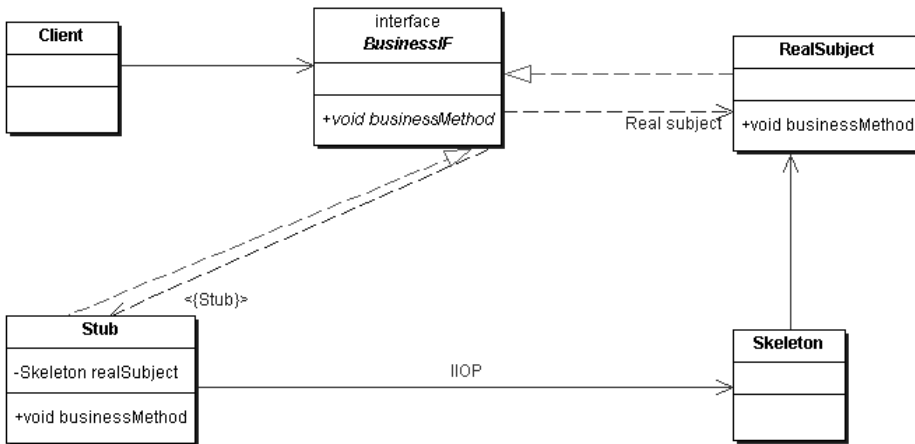 Client
interface
BusinessIF
+void businessMethod
RealSubject
+void businessMethod
Real subject
<{Stub}>
Stub
-Skeleton realSubject
+void businessMethod
IIOP
Skeleton